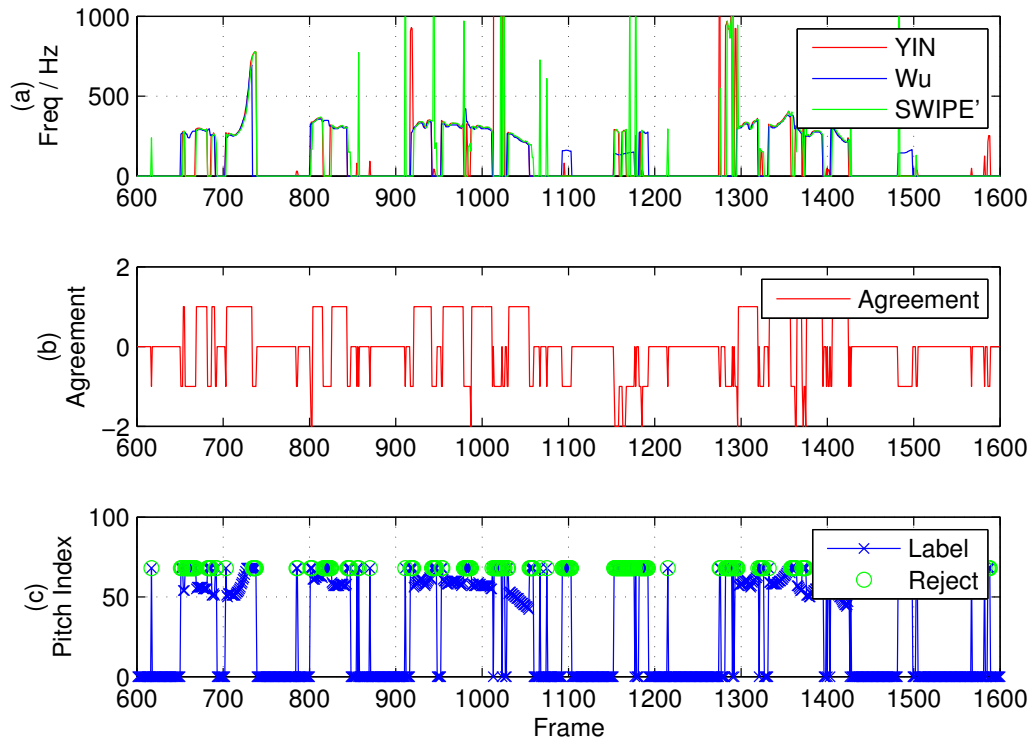 1000
500
0
(a)
Freq / Hz
YIN
Wu
SWIPE'
600 700 800 900 1000 1100 1200 1300 1400 1500 1600
2
0
−2
(b)
Agreement
Agreement
600 700 800 900 1000 1100 1200 1300 1400 1500 1600
100
50
0
(c)
Pitch Index
Label
Reject
600 700 800 900 1000 1100 1200 1300 1400 1500 1600
Frame